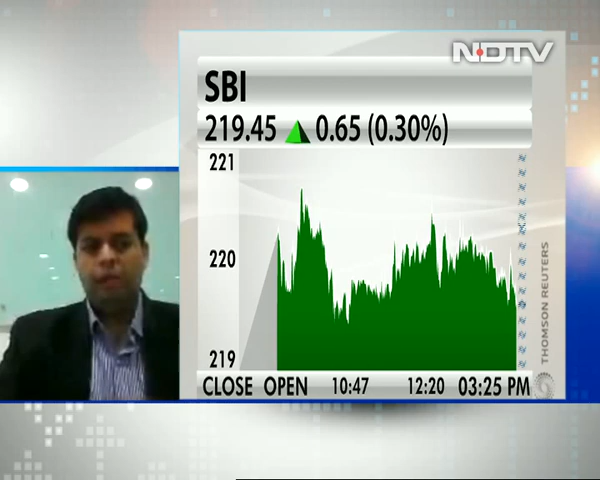 NDTV
SBI
219.45 ▲ 0.65 (0.30%)
221
220
219
CLOSE OPEN 10:47 12:20 03:25 PM
THOMSON REUTERS